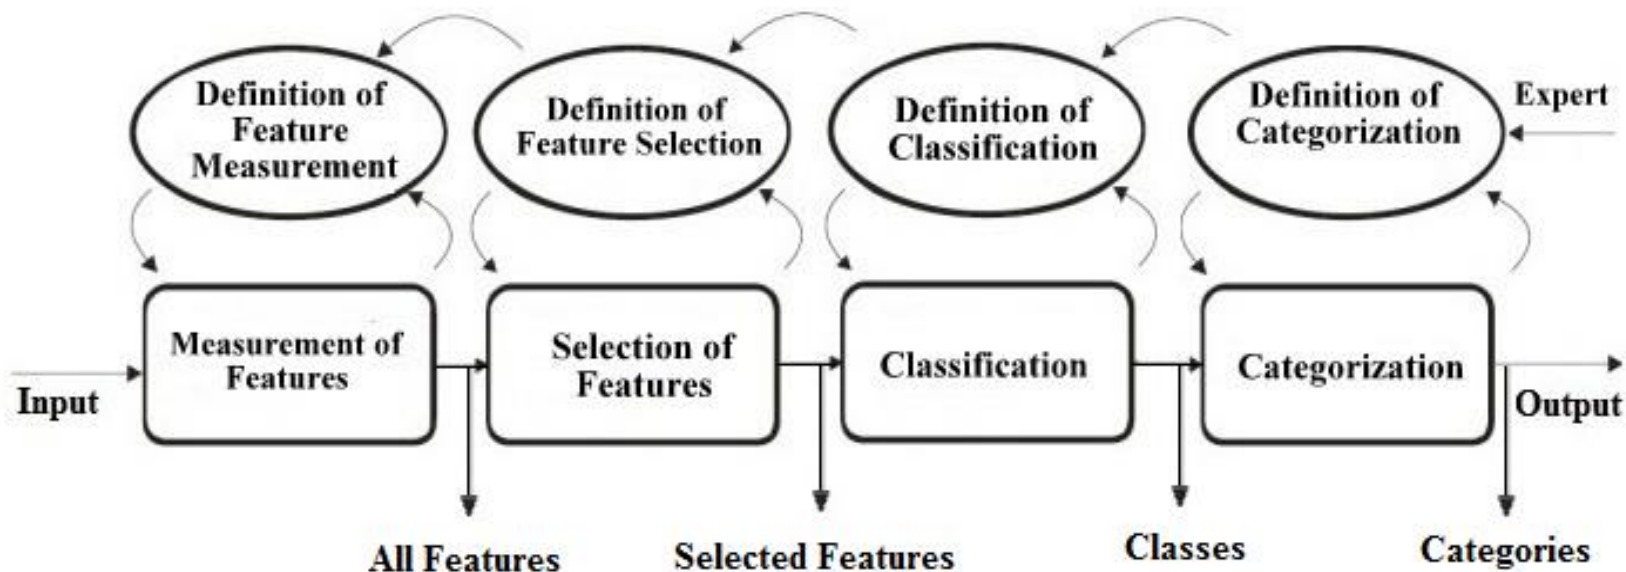 Definition of
Feature
Measurement
Definition of
Feature Selection
Definition of
Classification
Definition of
Categorization
Expert
Input
Measurement of
Features
Selection of
Features
Classification
Categorization
Output
All Features
Selected Features
Classes
Categories